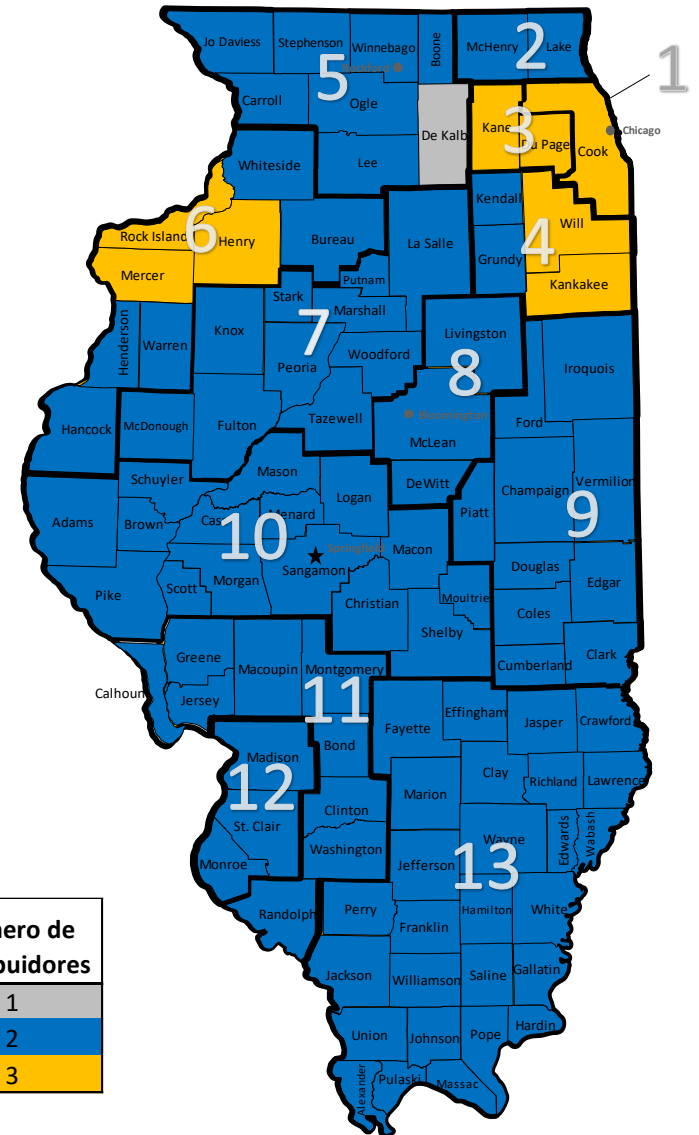 Jo Daviess
Stephenson
Winnebago
Boone
McHenry
Lake
2
1
Rockford
5
Carroll
Ogle
De Kalb
Kane
3
Du Page
Cook
Chicago
Whiteside
Lee
Kendall
Rock Island
6
Henry
Bureau
La Salle
4
Will
Mercer
Putnam
Grundy
Kankakee
Stark
Marshall
Henderson
Warren
Knox
7
Peoria
Woodford
Livingston
8
Iroquois
Hancock
McDonough
Fulton
Tazewell
Bloomington
McLean
Ford
Schuyler
Mason
Logan
DeWitt
Champaign
Vermilion
Adams
Brown
Menard
10
Piatt
9
Springfield
Macon
Sangamon
Pike
Scott
Morgan
Christian
Moultrie
Douglas
Edgar
Shelby
Coles
Greene
Macoupin
Montgomery
Cumberland
Clark
Calhoun
Jersey
11
Fayette
Effingham
Jasper
Crawford
Madison
Bond
12
Clay
Richland
Lawrence
St. Clair
Clinton
Marion
Wayne
Edwards
Wabash
Monroe
Washington
Jefferson
13
Randolph
Perry
Hamilton
White
Franklin
Jackson
Williamson
Saline
Gallatin
Union
Johnson
Pope
Hardin
Alexander
Pulaski
Massac
nero de
buidores
1
2
3